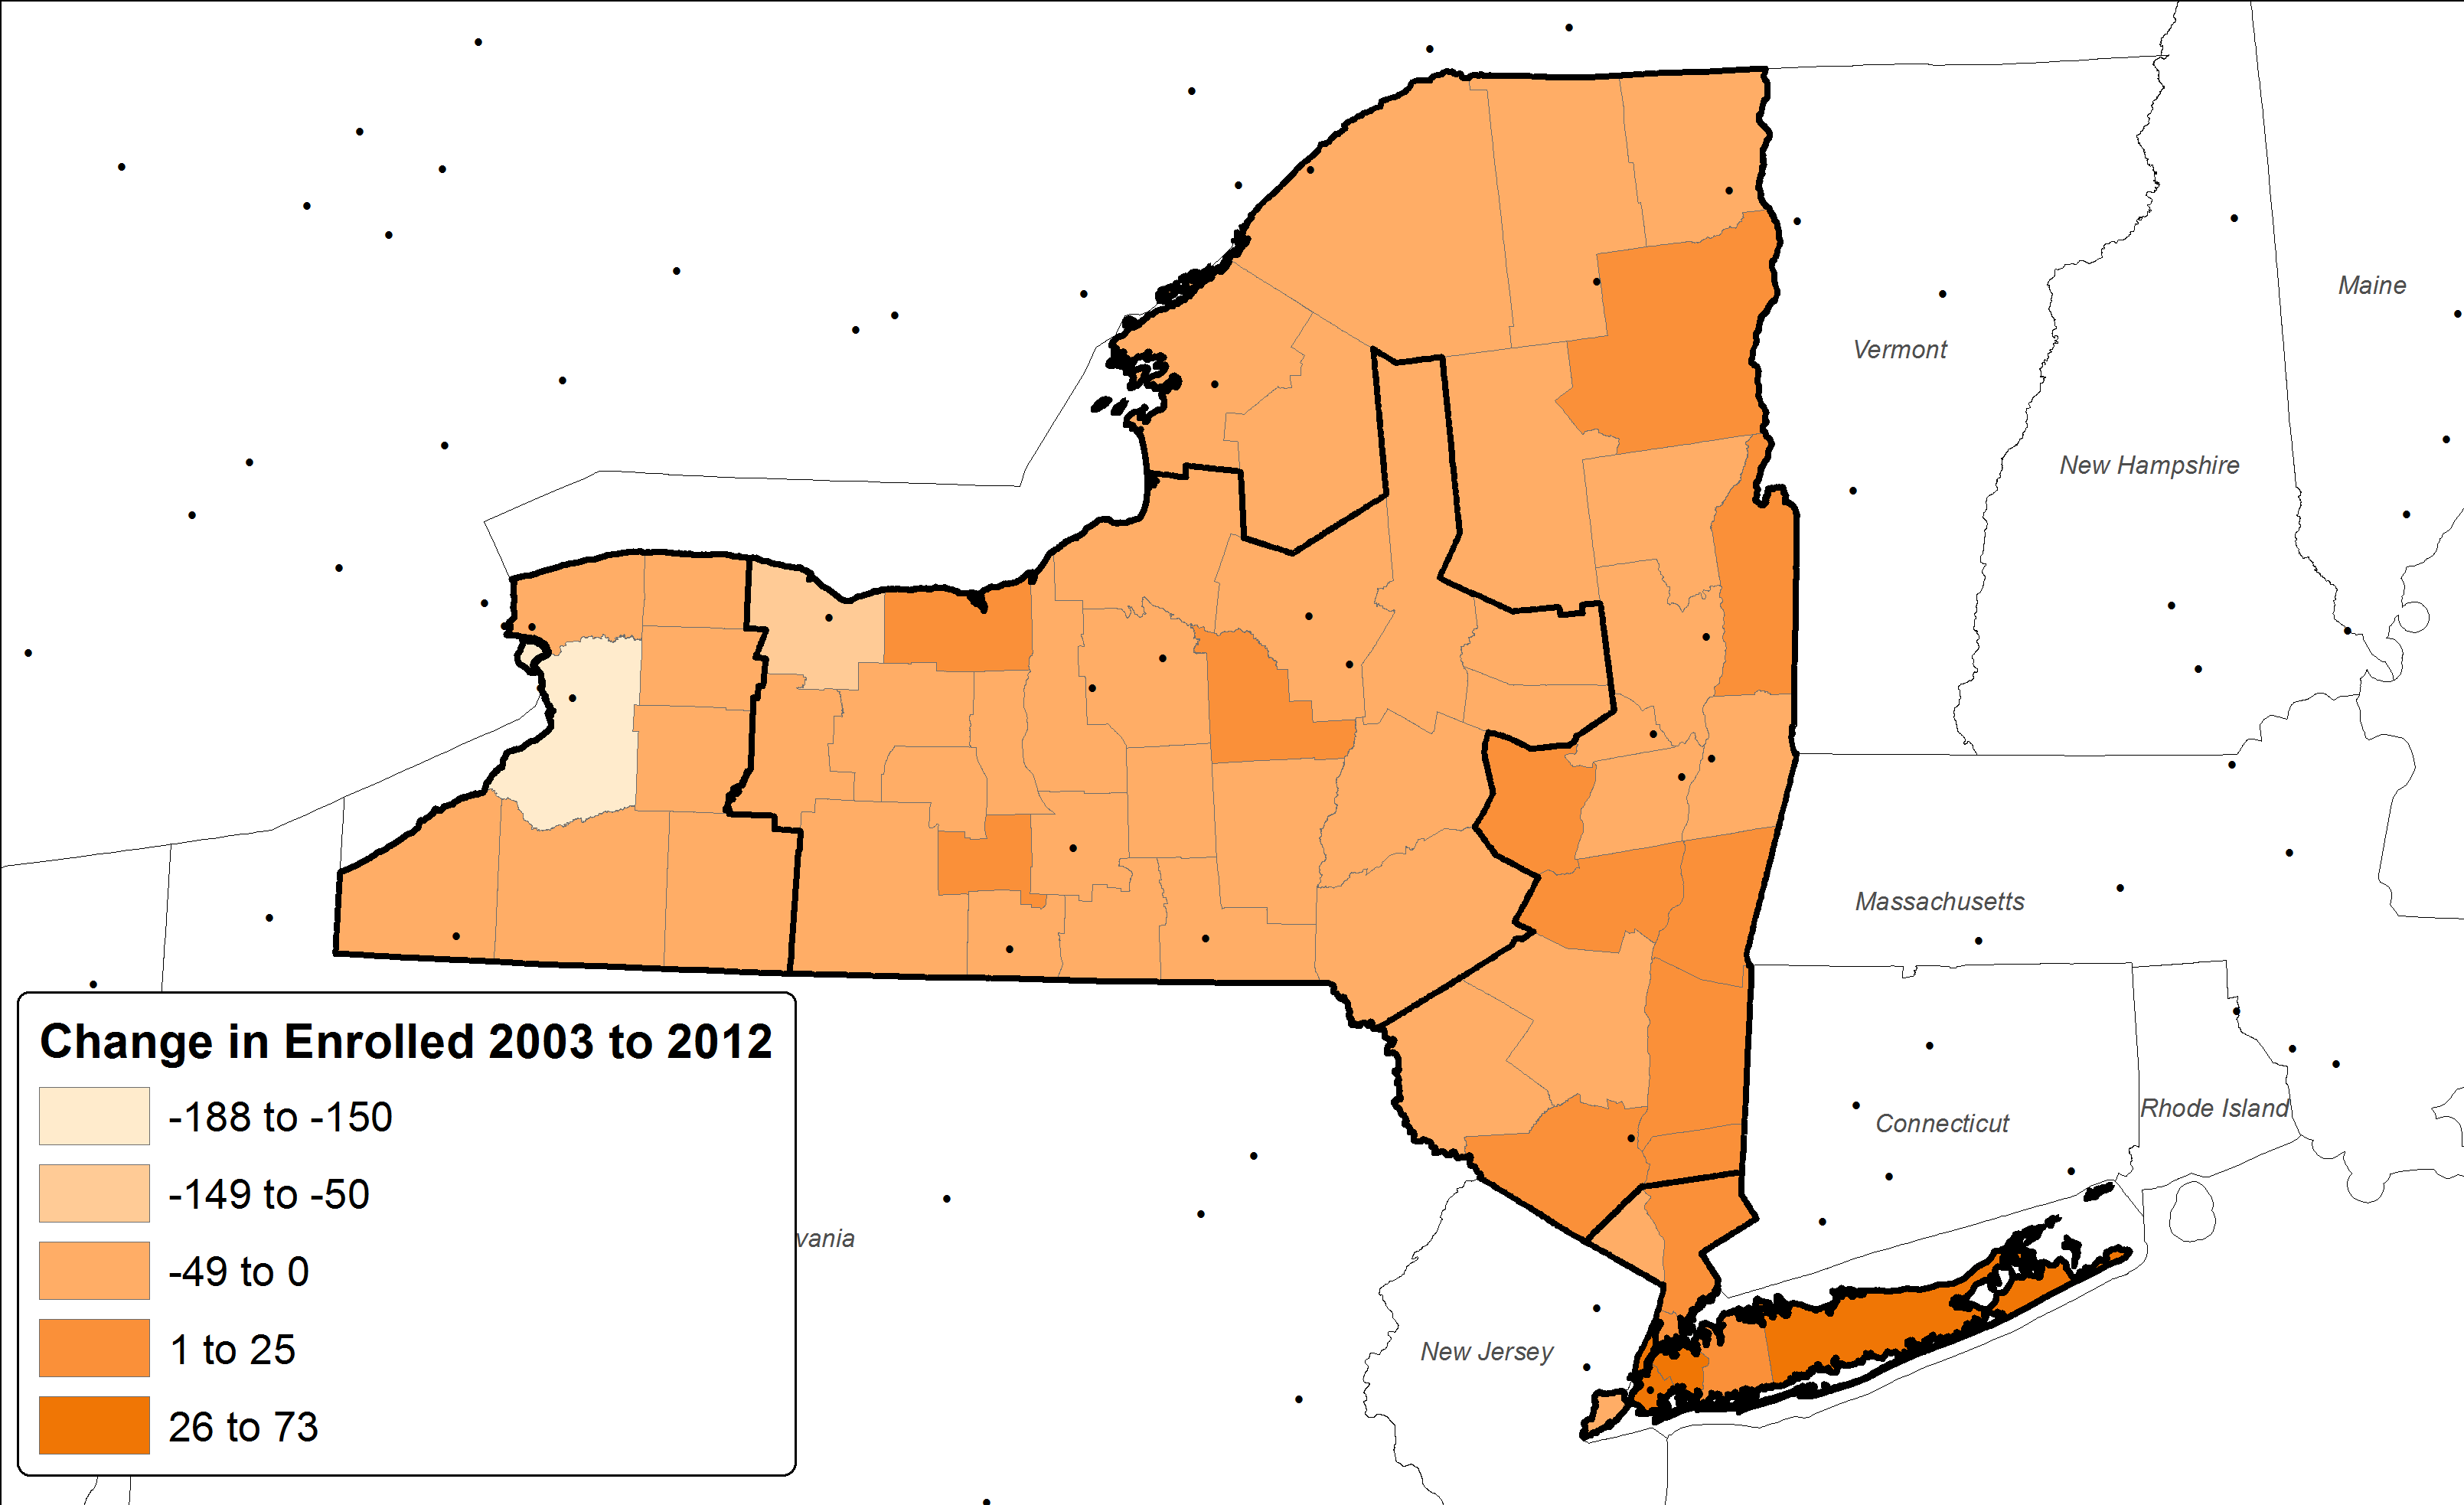 Maine
Vermont
New Hampshire
Massachusetts
Connecticut
Rhode Island
vania
New Jersey
Change in Enrolled 2003 to 2012
-188 to -150
-149 to -50
-49 to 0
1 to 25
26 to 73